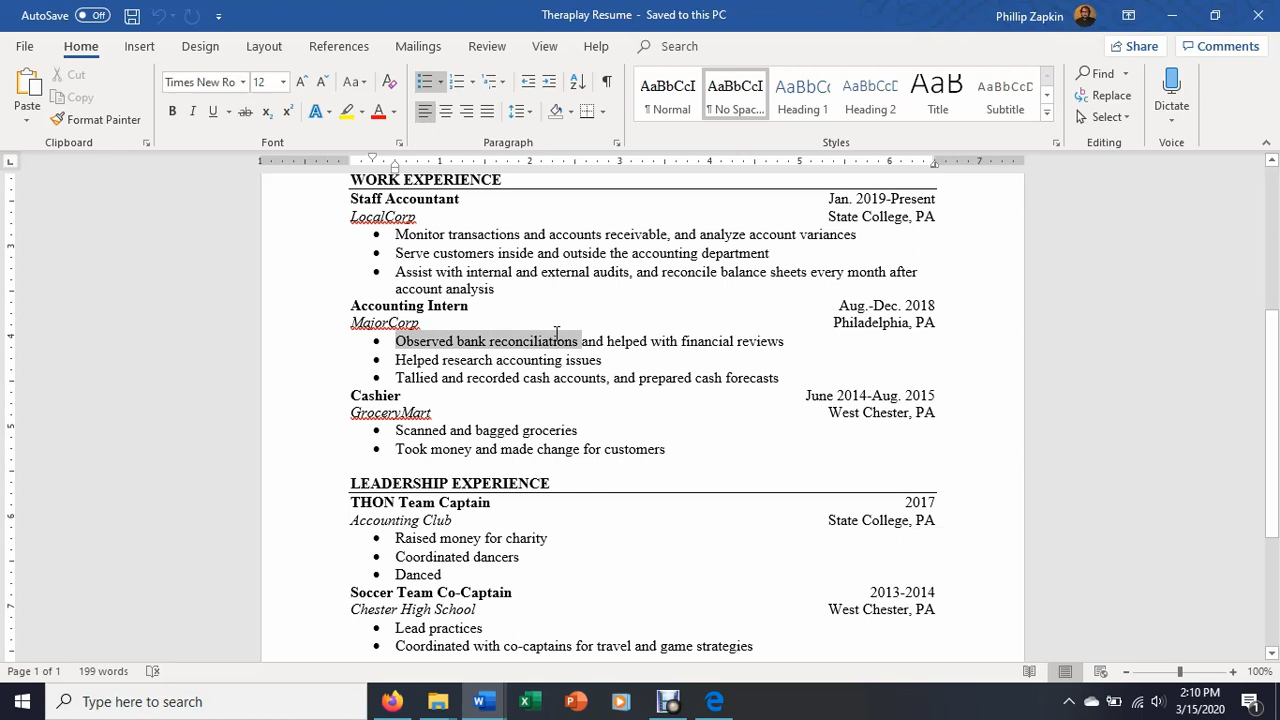 AutoSave Off Theraplay Resume - Saved to this PC Phillip Zapkin
File Home Insert Design Layout References Mailings Review View Help Search Share Comments
Paste
Cut
Copy
Format Painter
Clipboard
Times New Ro 12
Font
Paragraph
AaBbCcI
¶ Normal
AaBbCcI
¶ No Spac...
AaBbCc
Heading 1
AaBbCcC
Heading 2
AaB
Title
AaBbCcC
Subtitle
Styles
Find
Replace
Select
Editing
Dictate
Voice
WORK EXPERIENCE
Staff Accountant Jan. 2019-Present
LocalCorp State College, PA
• Monitor transactions and accounts receivable, and analyze account variances
• Serve customers inside and outside the accounting department
• Assist with internal and external audits, and reconcile balance sheets every month after
account analysis
Accounting Intern Aug.-Dec. 2018
MajorCorp Philadelphia, PA
• Observed bank reconciliations and helped with financial reviews
• Helped research accounting issues
• Tallied and recorded cash accounts, and prepared cash forecasts
Cashier June 2014-Aug. 2015
GroceryMart West Chester, PA
• Scanned and bagged groceries
• Took money and made change for customers
LEADERSHIP EXPERIENCE
THON Team Captain 2017
Accounting Club State College, PA
• Raised money for charity
• Coordinated dancers
• Danced
Soccer Team Co-Captain 2013-2014
Chester High School West Chester, PA
• Lead practices
• Coordinated with co-captains for travel and game strategies
Page 1 of 1 199 words 100%
Type here to search
2:10 PM
3/15/2020